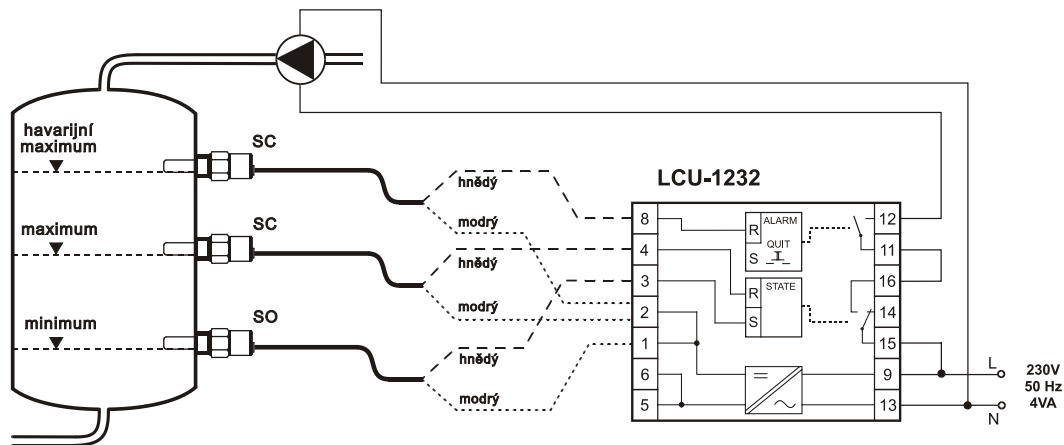 havarijní
maximum
SC
maximum
SC
minimum
SO
hnědý
modrý
hnědý
modrý
hnědý
modrý
LCU-1232
8
4
3
2
1
6
5
R
ALARM
QUIT
S
R
STATE
S
12
11
16
14
15
9
13
L
N
230V
50 Hz
4VA